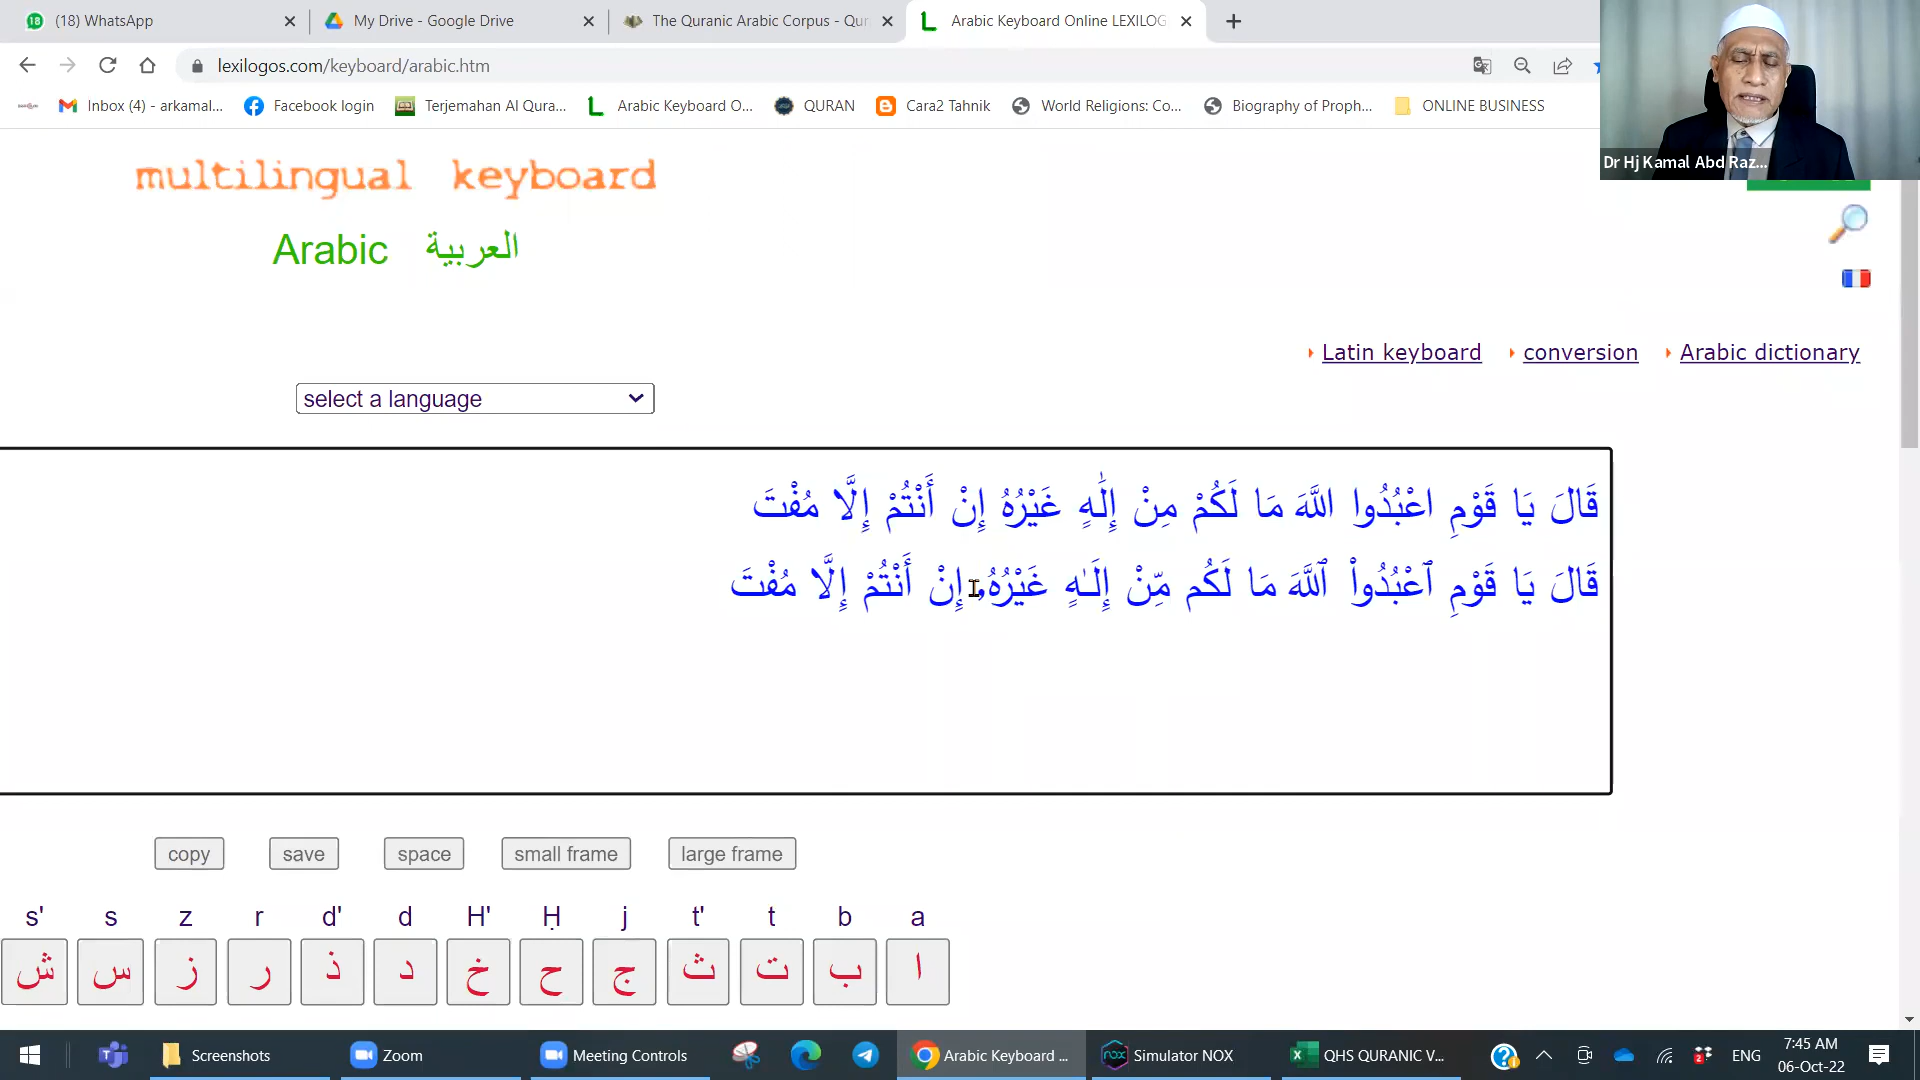 (18) WhatsApp
My Drive - Google Drive
The Quranic Arabic Corpus - Qur
Arabic Keyboard Online LEXILOG
lexilogos.com/keyboard/arabic.htm
Inbox (4) - arkamal...
Facebook login
Terjemahan Al Qura...
Arabic Keyboard O...
QURAN
Cara2 Tahnik
World Religions: Co...
Biography of Proph...
ONLINE BUSINESS
Dr Hj Kamal Abd Raz...
multilingual keyboard
Arabic العربية
Latin keyboard
conversion
Arabic dictionary
select a language
قَالَ يَا قَوْمِ اعْبُدُوا اللَّهَ مَا لَكُمْ مِنْ إِلَٰهٍ غَيْرُهُ إِنْ أَنْتُمْ إِلَّا مُفْتَ
قَالَ يَا قَوْمِ ٱعْبُدُواْ ٱللَّهَ مَا لَكُم مِّنْ إِلَـٰهٍ غَيْرُهُۥ إِنْ أَنْتُمْ إِلَّا مُفْتَ
copy
save
space
small frame
large frame
s' s z r d' d H' Ḥ j t' t b a
ش س ز ر ذ د خ ح ج ث ت ب ا
Screenshots
Zoom
Meeting Controls
Arabic Keyboard ...
Simulator NOX
QHS QURANIC V...
ENG
7:45 AM
06-Oct-22